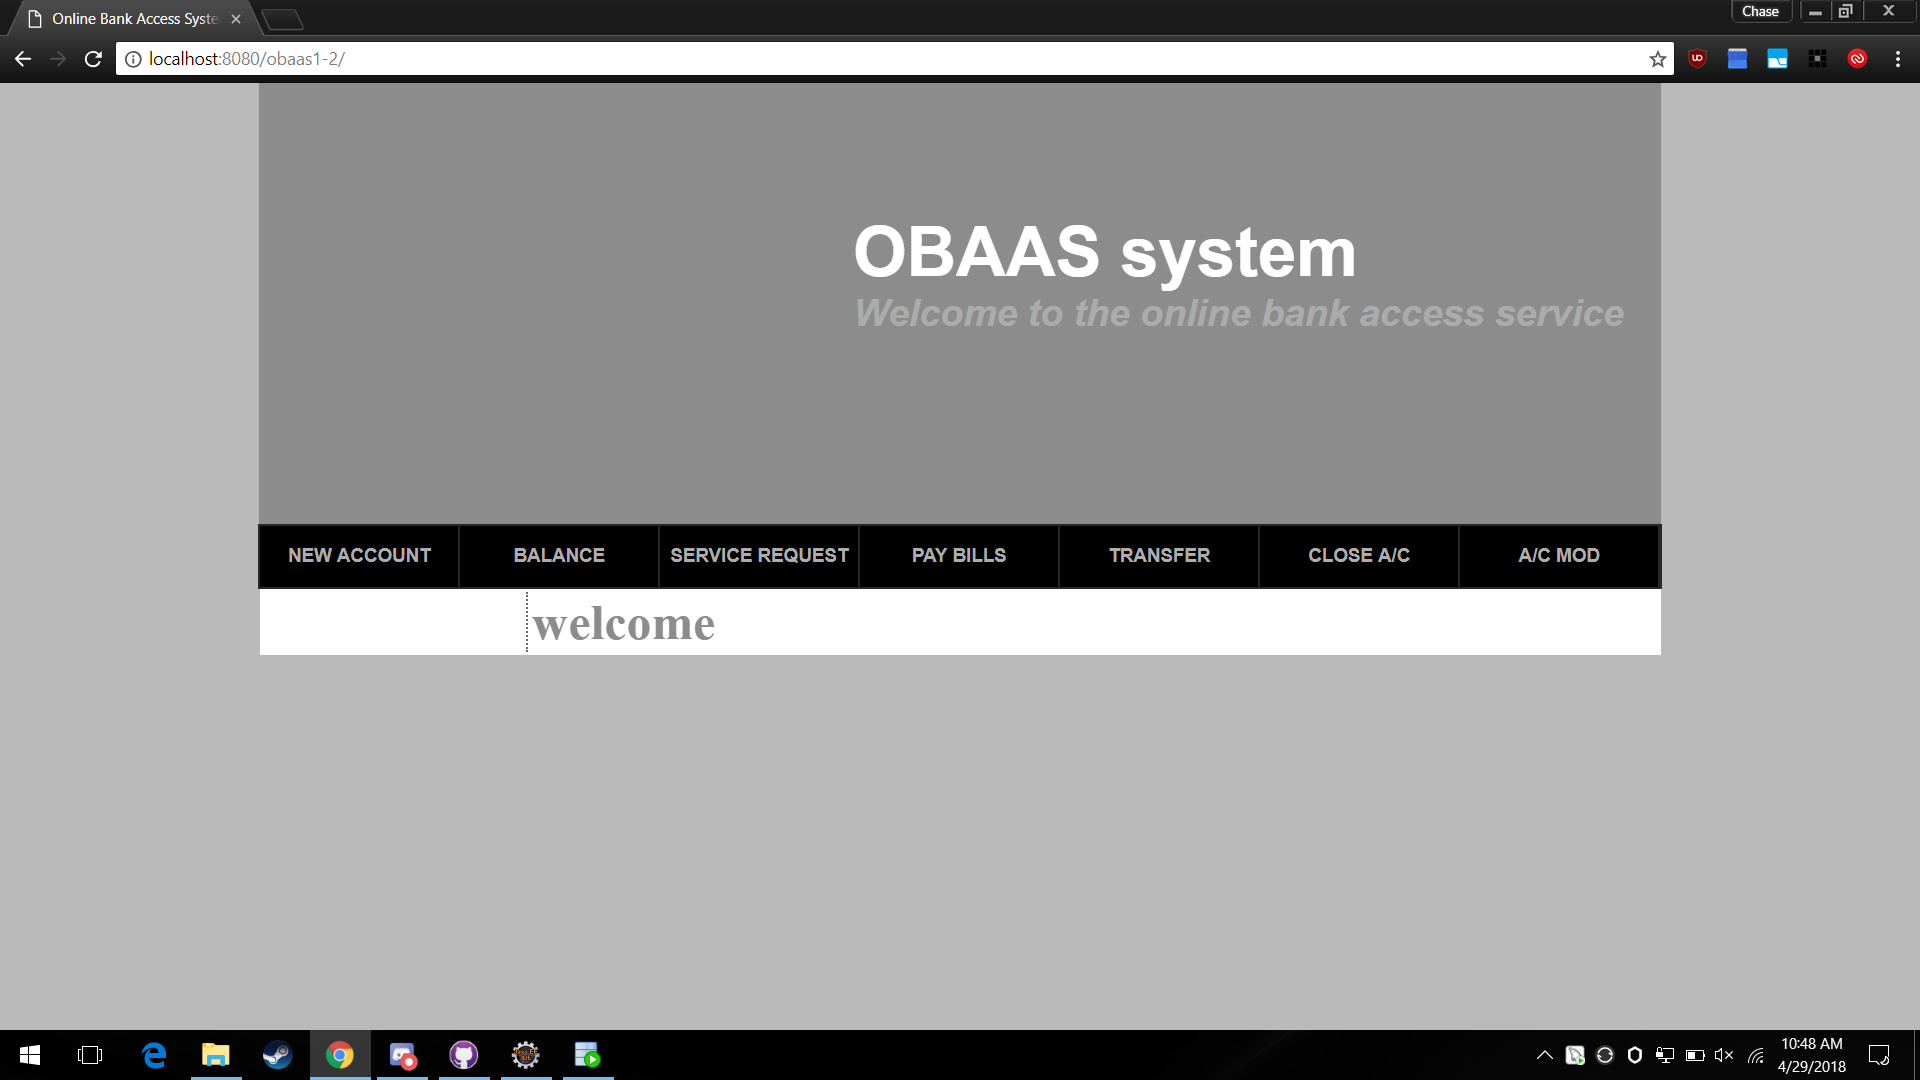 Online Bank Access Syste
Chase
localhost:8080/obaas1-2/
OBAAS system
Welcome to the online bank access service
NEW ACCOUNT BALANCE SERVICE REQUEST PAY BILLS TRANSFER CLOSE A/C A/C MOD
welcome
10:48 AM
4/29/2018